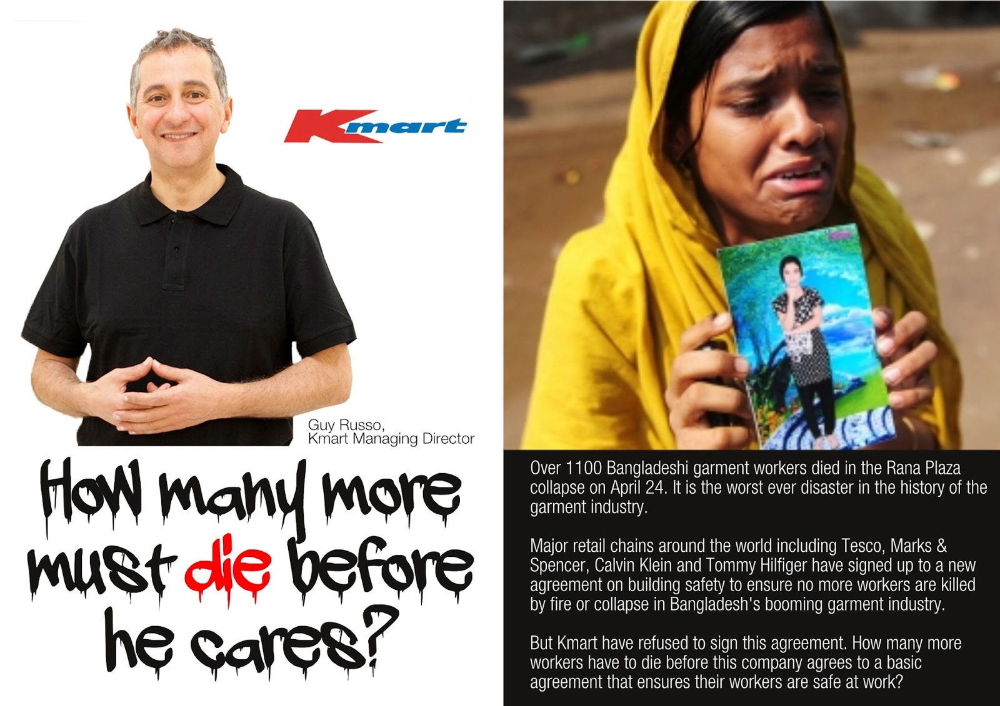 Kmart
Guy Russo,
Kmart Managing Director
How many more
must die before
he cares?
Over 1100 Bangladeshi garment workers died in the Rana Plaza
collapse on April 24. It is the worst ever disaster in the history of the
garment industry.
Major retail chains around the world including Tesco, Marks &
Spencer, Calvin Klein and Tommy Hilfiger have signed up to a new
agreement on building safety to ensure no more workers are killed
by fire or collapse in Bangladesh's booming garment industry.
But Kmart have refused to sign this agreement. How many more
workers have to die before this company agrees to a basic
agreement that ensures their workers are safe at work?